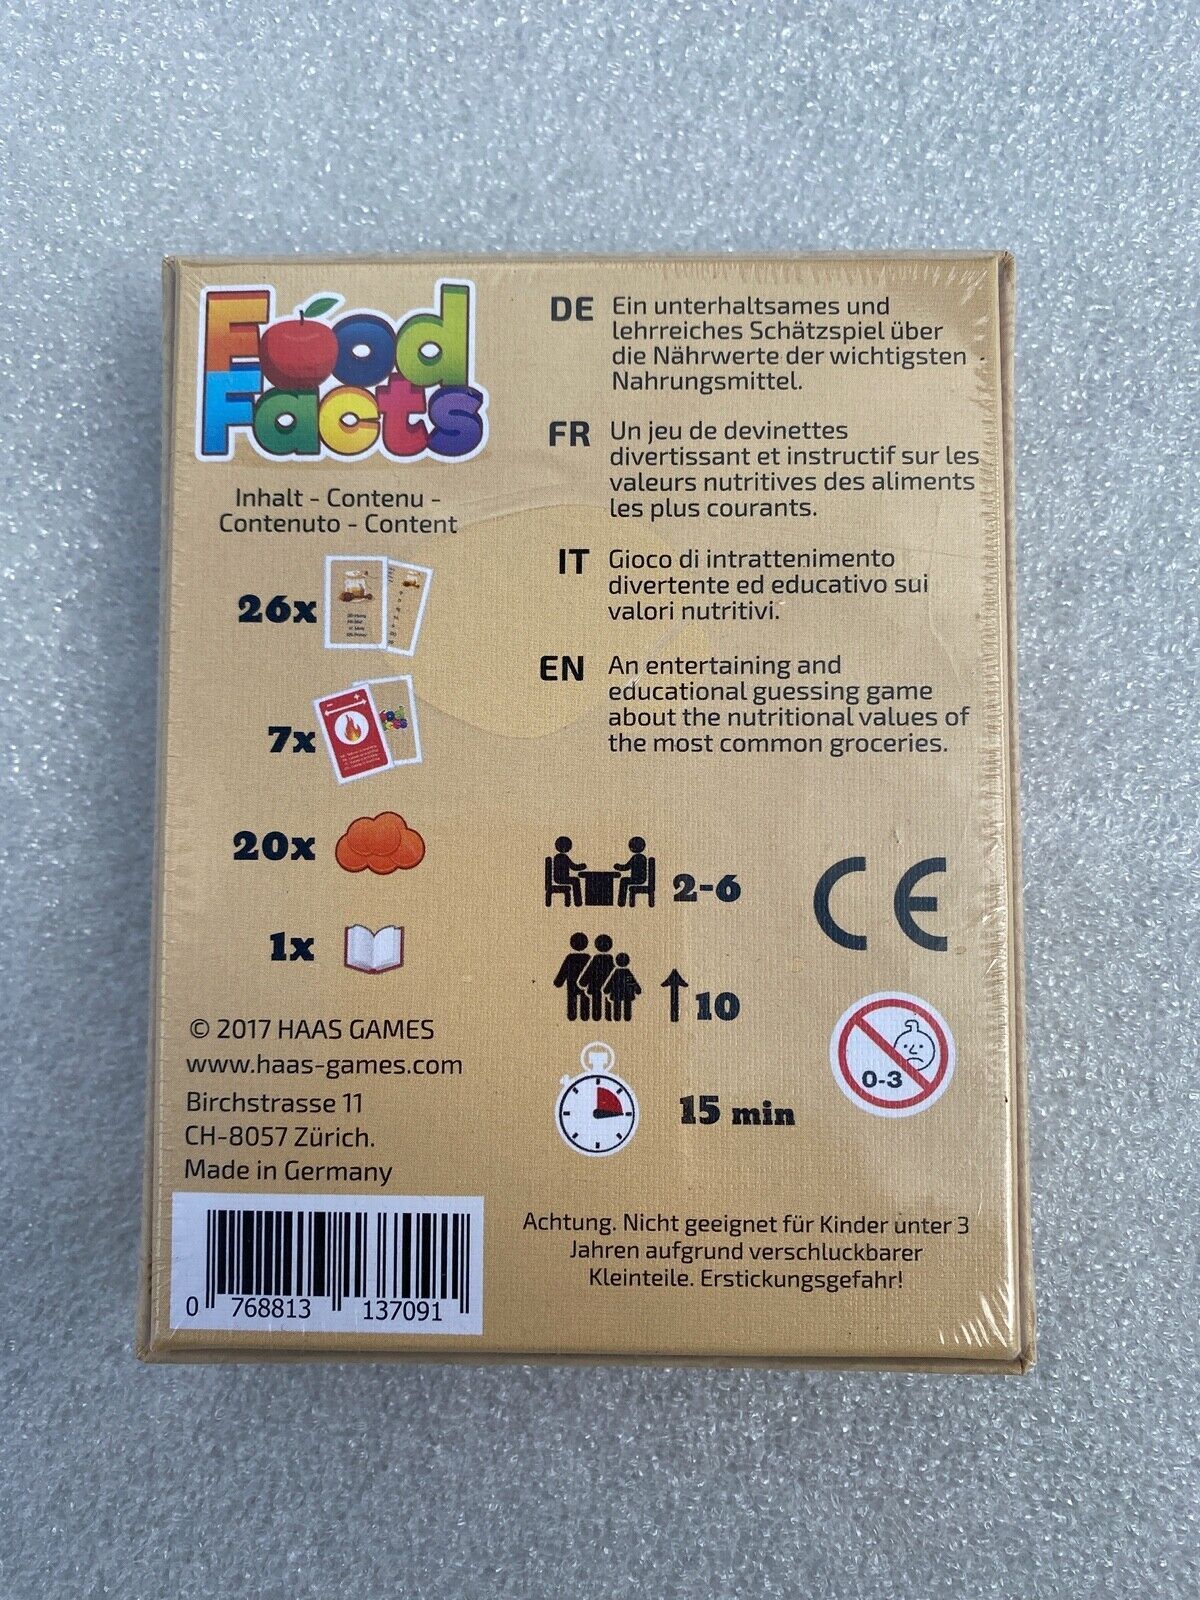 Food
Facts
Inhalt - Contenu -
Contenuto - Content
26x
7x
20x
1x
© 2017 HAAS GAMES
www.haas-games.com
Birchstrasse 11
CH-8057 Zürich.
Made in Germany
0 768813 137091
DE Ein unterhaltsames und
lehrreiches Schätzspiel über
die Nährwerte der wichtigsten
Nahrungsmittel.
FR Un jeu de devinettes
divertissant et instructif sur les
valeurs nutritives des aliments
les plus courants.
IT Gioco di intrattenimento
divertente ed educativo sui
valori nutritivi.
EN An entertaining and
educational guessing game
about the nutritional values of
the most common groceries.
2-6
CE
10
0-3
15 min
Achtung. Nicht geeignet für Kinder unter 3
Jahren aufgrund verschluckbarer
Kleinteile. Erstickungsgefahr!